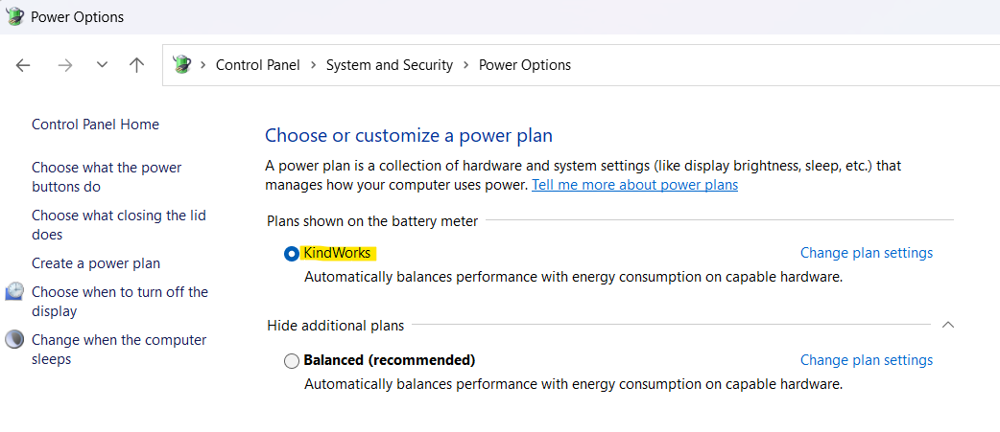 Power Options
Control Panel > System and Security > Power Options
Control Panel Home
Choose what the power
buttons do
Choose what closing the lid
does
Create a power plan
Choose when to turn off the
display
Change when the computer
sleeps
Choose or customize a power plan
A power plan is a collection of hardware and system settings (like display brightness, sleep, etc.) that
manages how your computer uses power. Tell me more about power plans
Plans shown on the battery meter
KindWorks Change plan settings
Automatically balances performance with energy consumption on capable hardware.
Hide additional plans
Balanced (recommended) Change plan settings
Automatically balances performance with energy consumption on capable hardware.